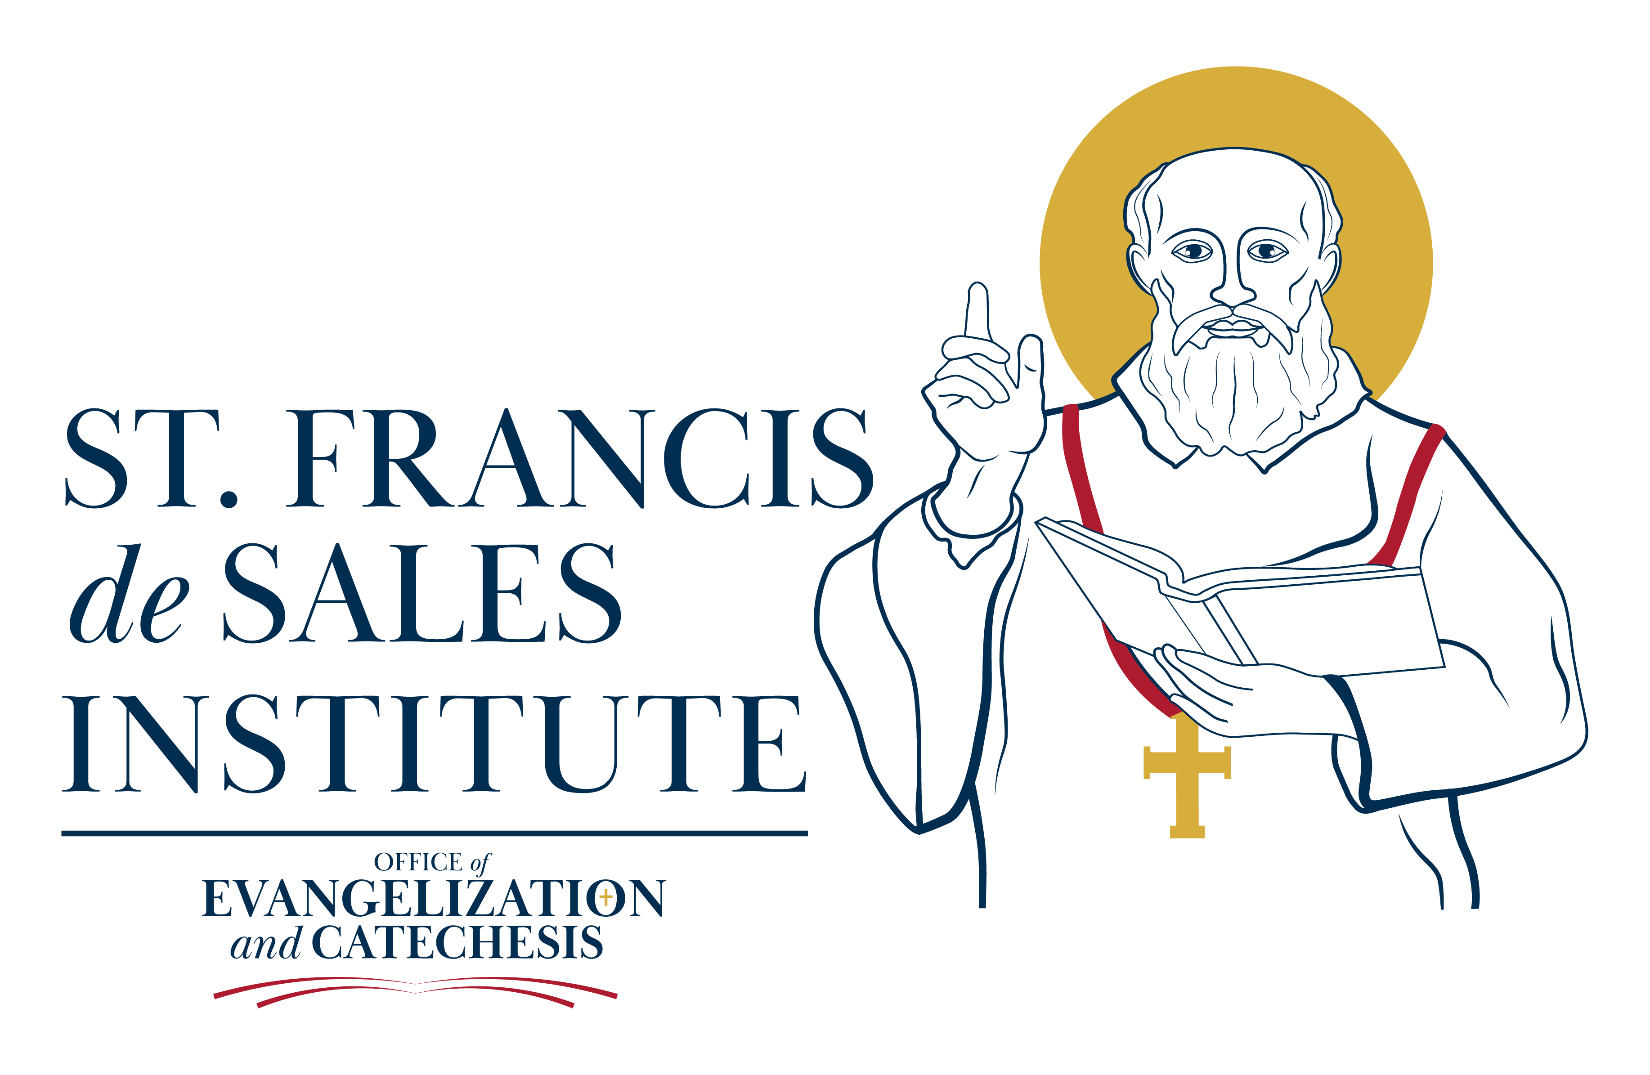 ST. FRANCIS
de SALES
INSTITUTE
OFFICE of
EVANGELIZATION
and CATECHESIS